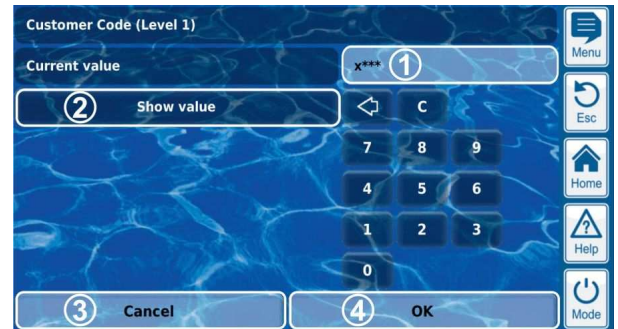 Customer Code (Level 1)
Current value
x***
1
2
Show value
C
7 8 9
4 5 6
1 2 3
0
3
Cancel
4
OK
Menu
Esc
Home
?
Help
Mode